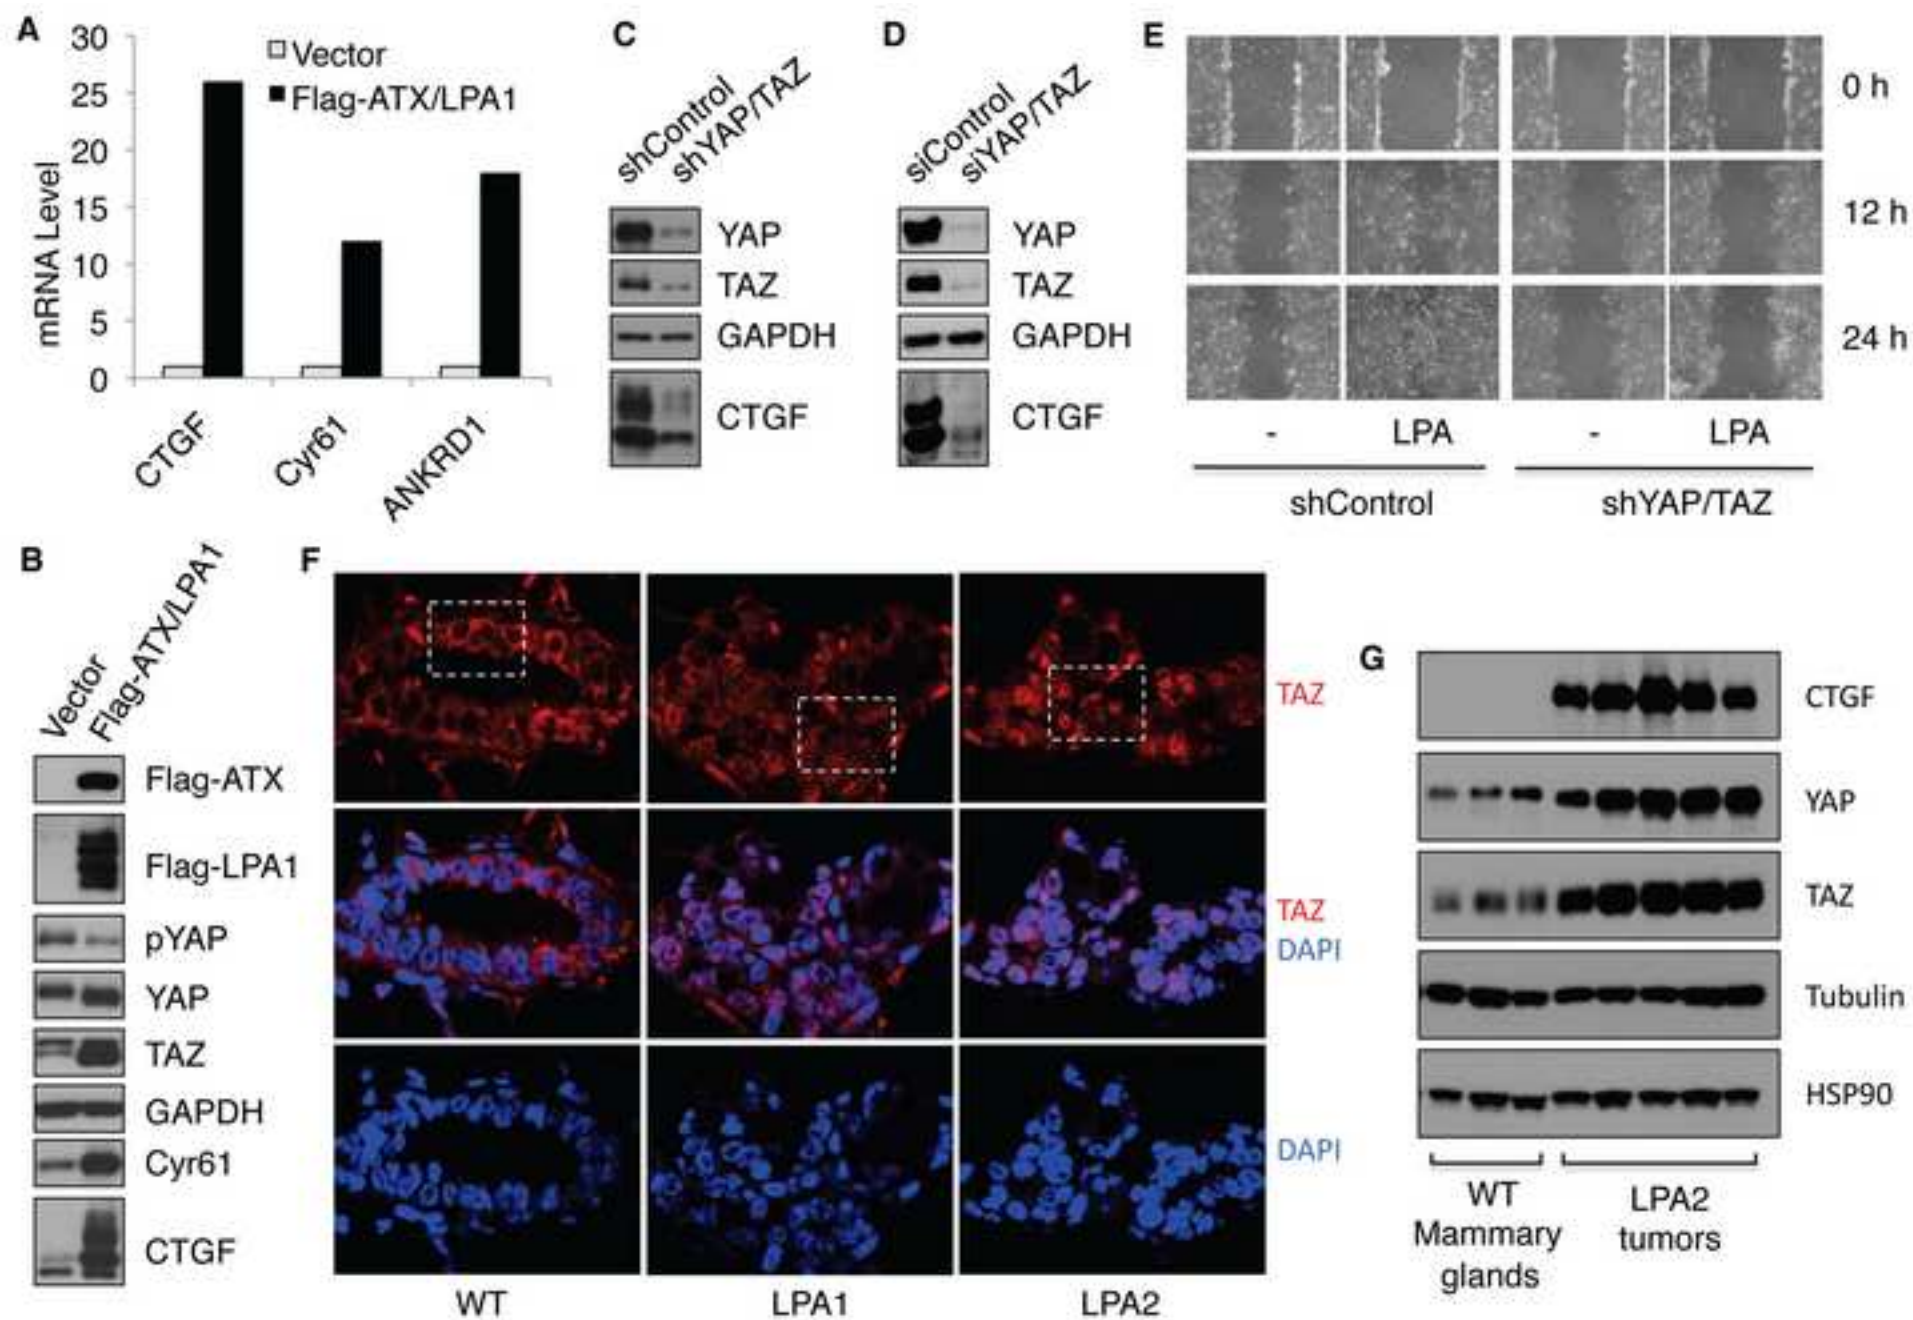 A
30
25
20
15
10
5
0
mRNA Level
Vector
Flag-ATX/LPA1
CTGF
Cyr61
ANKRD1
B
Vector
Flag-ATX/LPA1
Flag-ATX
Flag-LPA1
pYAP
YAP
TAZ
GAPDH
Cyr61
CTGF
C
shControl
shYAP/TAZ
YAP
TAZ
GAPDH
CTGF
D
siControl
siYAP/TAZ
YAP
TAZ
GAPDH
CTGF
E
0 h
12 h
24 h
- LPA - LPA
shControl shYAP/TAZ
F
TAZ
TAZ
DAPI
DAPI
WT LPA1 LPA2
G
CTGF
YAP
TAZ
Tubulin
HSP90
WT
Mammary
glands
LPA2
tumors